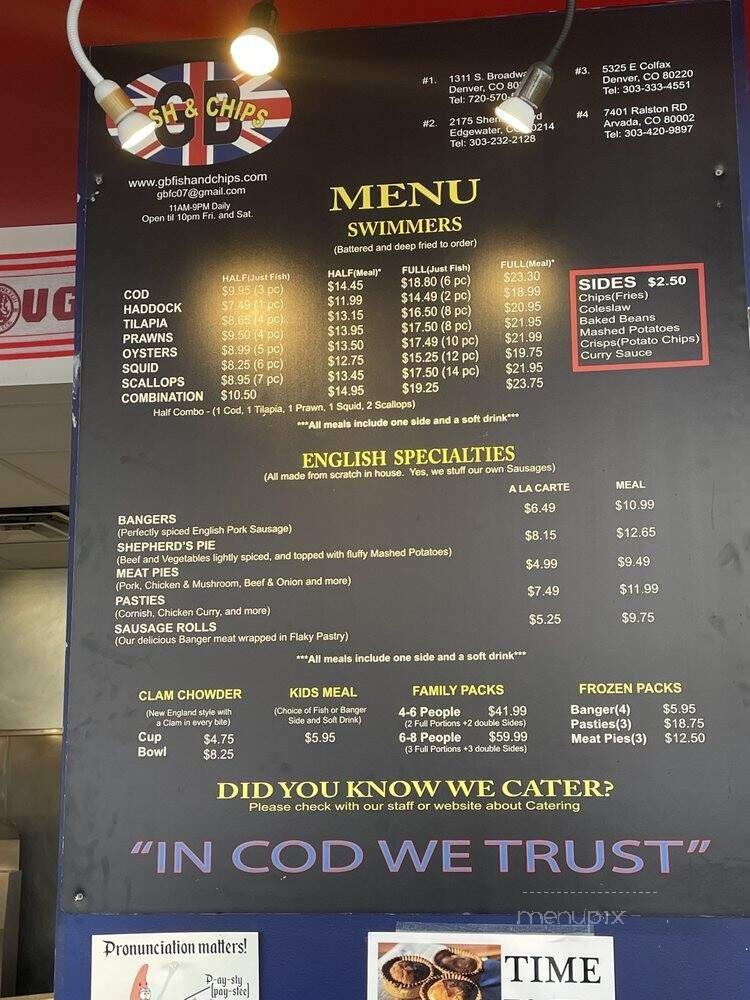 GB
SH & CHIPS
www.gbfishandchips.com
gbfc07@gmail.com
11AM-9PM Daily
Open til 10pm Fri. and Sat.
#1. 1311 S. Broadwa
Denver, CO 80
Tel: 720-570-
#2. 2175 Sher
Edgewater, CO 80214
Tel: 303-232-2128
#3. 5325 E Colfax
Denver, CO 80220
Tel: 303-333-4551
#4 7401 Ralston RD
Arvada, CO 80002
Tel: 303-420-9897
MENU
SWIMMERS
(Battered and deep fried to order)
HALF(Just Fish) HALF(Meal)* FULL(Just Fish) FULL(Meal)*
COD $9.95 (3 pc) $14.45 $18.80 (6 pc) $23.30
HADDOCK $7.49 (1 pc) $11.99 $14.49 (2 pc) $18.99
TILAPIA $8.65 (4 pc) $13.15 $16.50 (8 pc) $20.95
PRAWNS $9.50 (4 pc) $13.95 $17.50 (8 pc) $21.95
OYSTERS $8.99 (5 pc) $13.50 $17.49 (10 pc) $21.99
SQUID $8.25 (6 pc) $12.75 $15.25 (12 pc) $19.75
SCALLOPS $8.95 (7 pc) $13.45 $17.50 (14 pc) $21.95
COMBINATION $10.50 $14.95 $19.25 $23.75
Half Combo - (1 Cod, 1 Tilapia, 1 Prawn, 1 Squid, 2 Scallops)
***All meals include one side and a soft drink***
SIDES $2.50
Chips(Fries)
Coleslaw
Baked Beans
Mashed Potatoes
Crisps(Potato Chips)
Curry Sauce
UG
ENGLISH SPECIALTIES
(All made from scratch in house. Yes, we stuff our own Sausages)
A LA CARTE MEAL
BANGERS $6.49 $10.99
(Perfectly spiced English Pork Sausage)
SHEPHERD'S PIE $8.15 $12.65
(Beef and Vegetables lightly spiced, and topped with fluffy Mashed Potatoes)
MEAT PIES $4.99 $9.49
(Pork, Chicken & Mushroom, Beef & Onion and more)
PASTIES $7.49 $11.99
(Cornish, Chicken Curry, and more)
SAUSAGE ROLLS $5.25 $9.75
(Our delicious Banger meat wrapped in Flaky Pastry)
***All meals include one side and a soft drink***
CLAM CHOWDER
(New England style with
a Clam in every bite)
Cup $4.75
Bowl $8.25
KIDS MEAL
(Choice of Fish or Banger
Side and Soft Drink)
$5.95
FAMILY PACKS
4-6 People $41.99
(2 Full Portions +2 double Sides)
6-8 People $59.99
(3 Full Portions +3 double Sides)
FROZEN PACKS
Banger(4) $5.95
Pasties(3) $18.75
Meat Pies(3) $12.50
DID YOU KNOW WE CATER?
Please check with our staff or website about Catering
"IN COD WE TRUST"
menupix
Pronunciation matters!
P-ay-sty
[pay-stee]
TIME